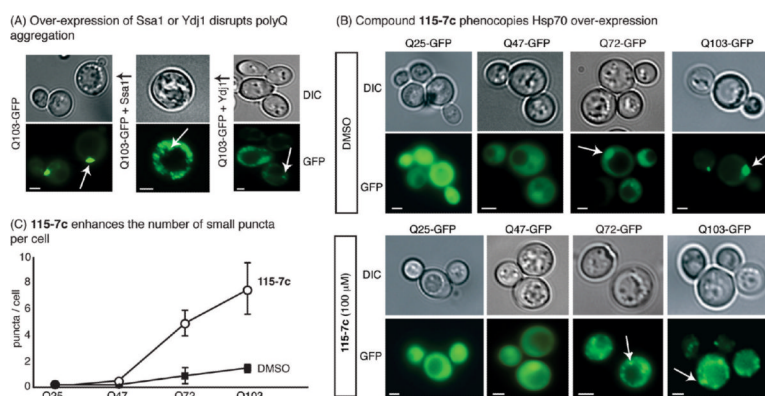 (A) Over-expression of Ssa1 or Ydj1 disrupts polyQ
aggregation
Q103-GFP
Q103-GFP + Ssa1↑
Q103-GFP + Ydj1↑
DIC
GFP
(B) Compound 115-7c phenocopies Hsp70 over-expression
Q25-GFP Q47-GFP Q72-GFP Q103-GFP
DMSO
DIC
GFP
Q25-GFP Q47-GFP Q72-GFP Q103-GFP
115-7c (100 μM)
DIC
GFP
(C) 115-7c enhances the number of small puncta
per cell
puncta / cell
10
8
6
4
2
0
115-7c
DMSO
Q25 Q47 Q72 Q103